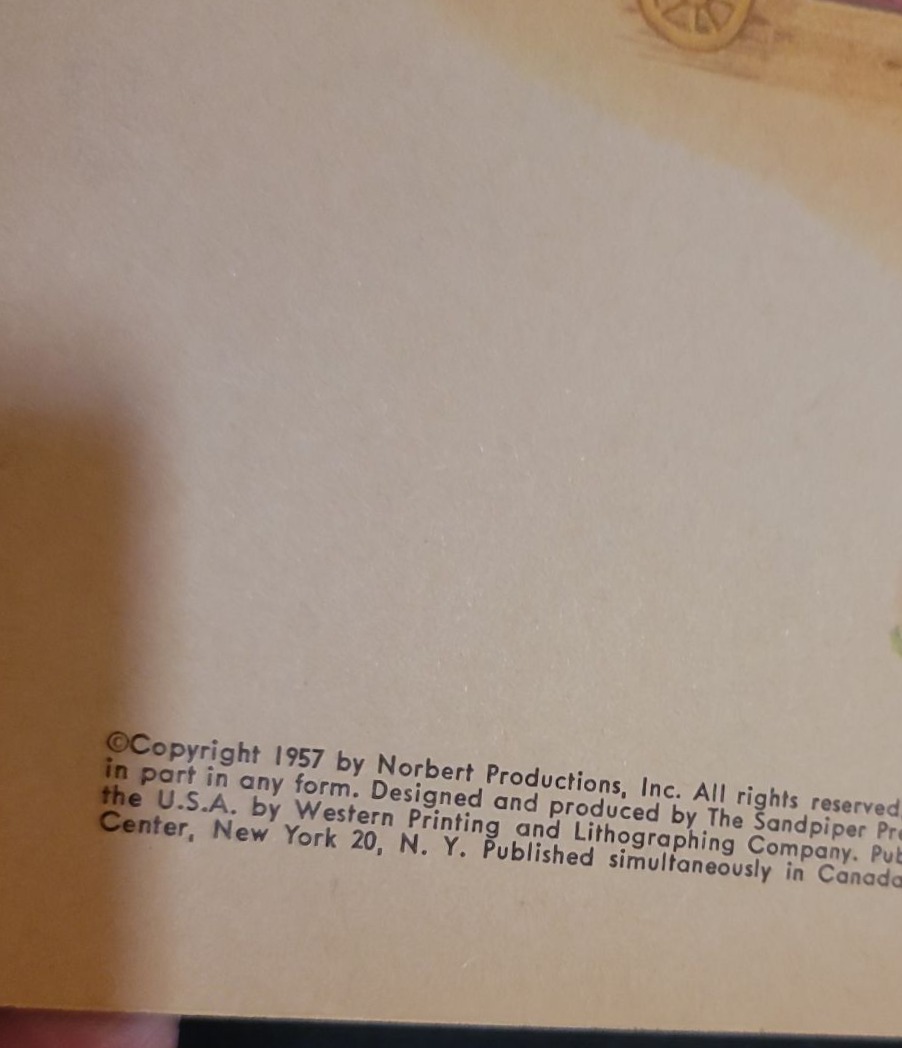 ©Copyright 1957 by Norbert Productions, Inc. All rights reserved
in part in any form. Designed and produced by The Sandpiper
the U.S.A. by Western Printing and Lithographing Company.
Center, New York 20, N. Y. Published simultaneously in Canada